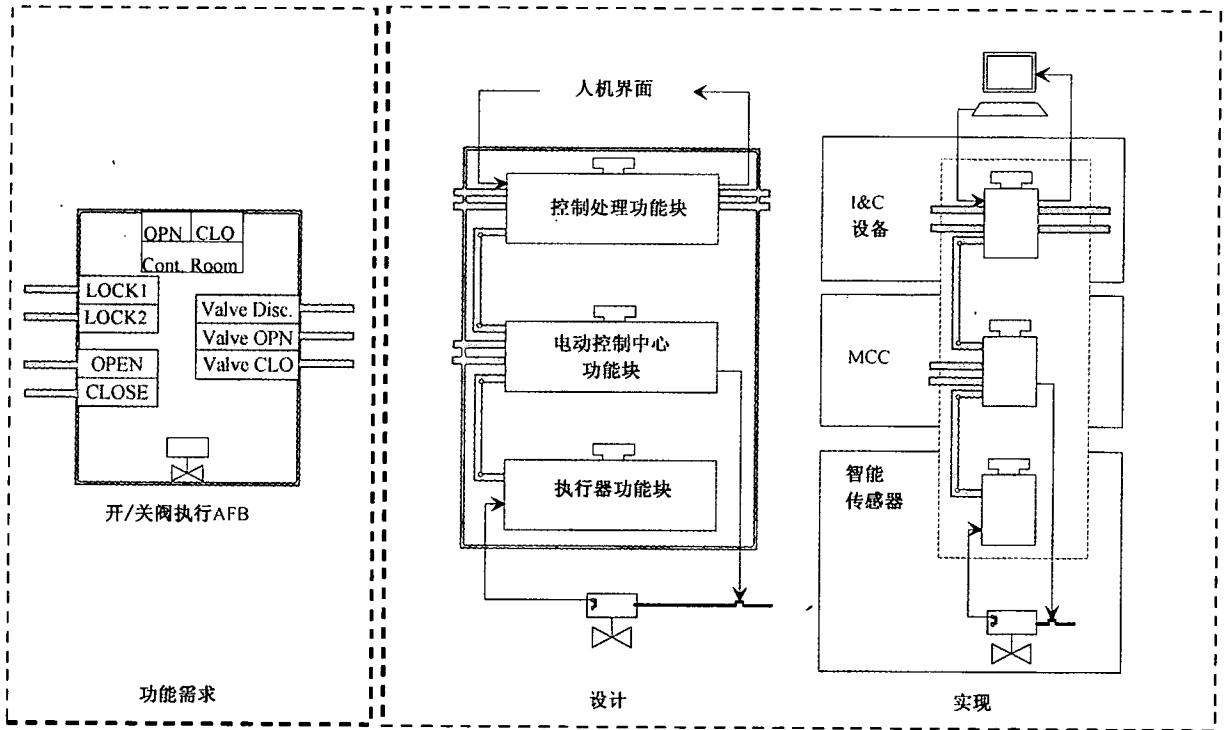 OPN CLO
Cont. Room
LOCK1
LOCK2
OPEN
CLOSE
Valve Disc.
Valve OPN
Valve CLO
开/关阀执行AFB
功能需求
人机界面
控制处理功能块
电动控制中心
功能块
执行器功能块
设计
I&C
设备
MCC
智能
传感器
实现